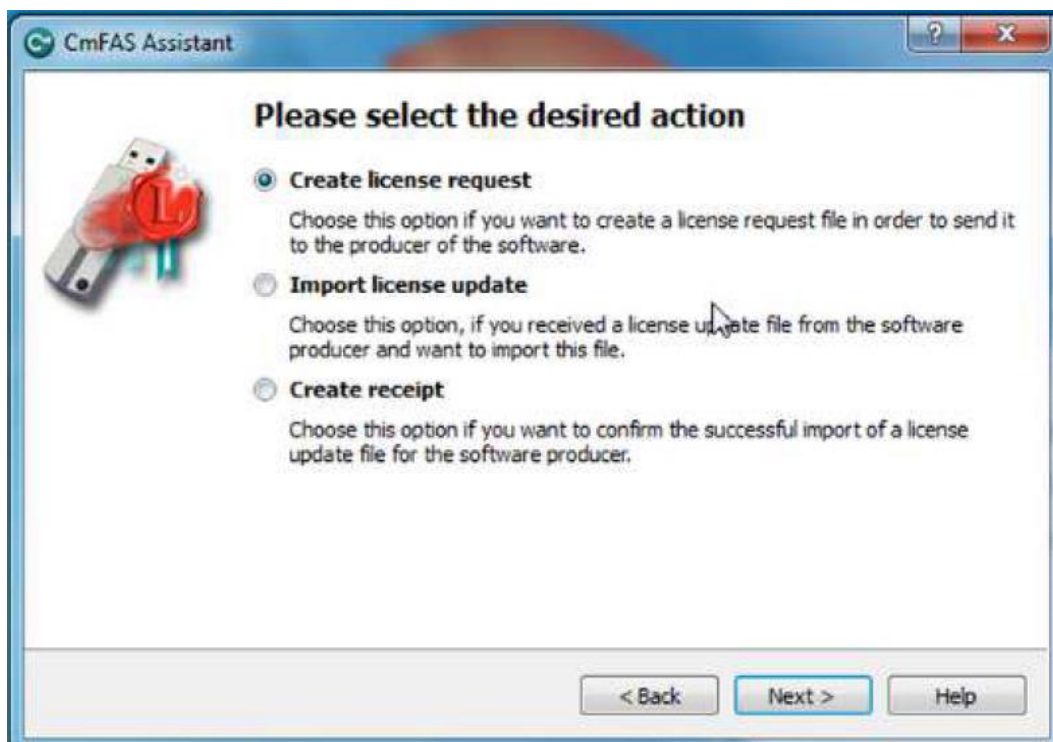 CmFAS Assistant
?
X
Please select the desired action
Create license request
Choose this option if you want to create a license request file in order to send it
to the producer of the software.
Import license update
Choose this option, if you received a license update file from the software
producer and want to import this file.
Create receipt
Choose this option if you want to confirm the successful import of a license
update file for the software producer.
L
< Back
Next >
Help